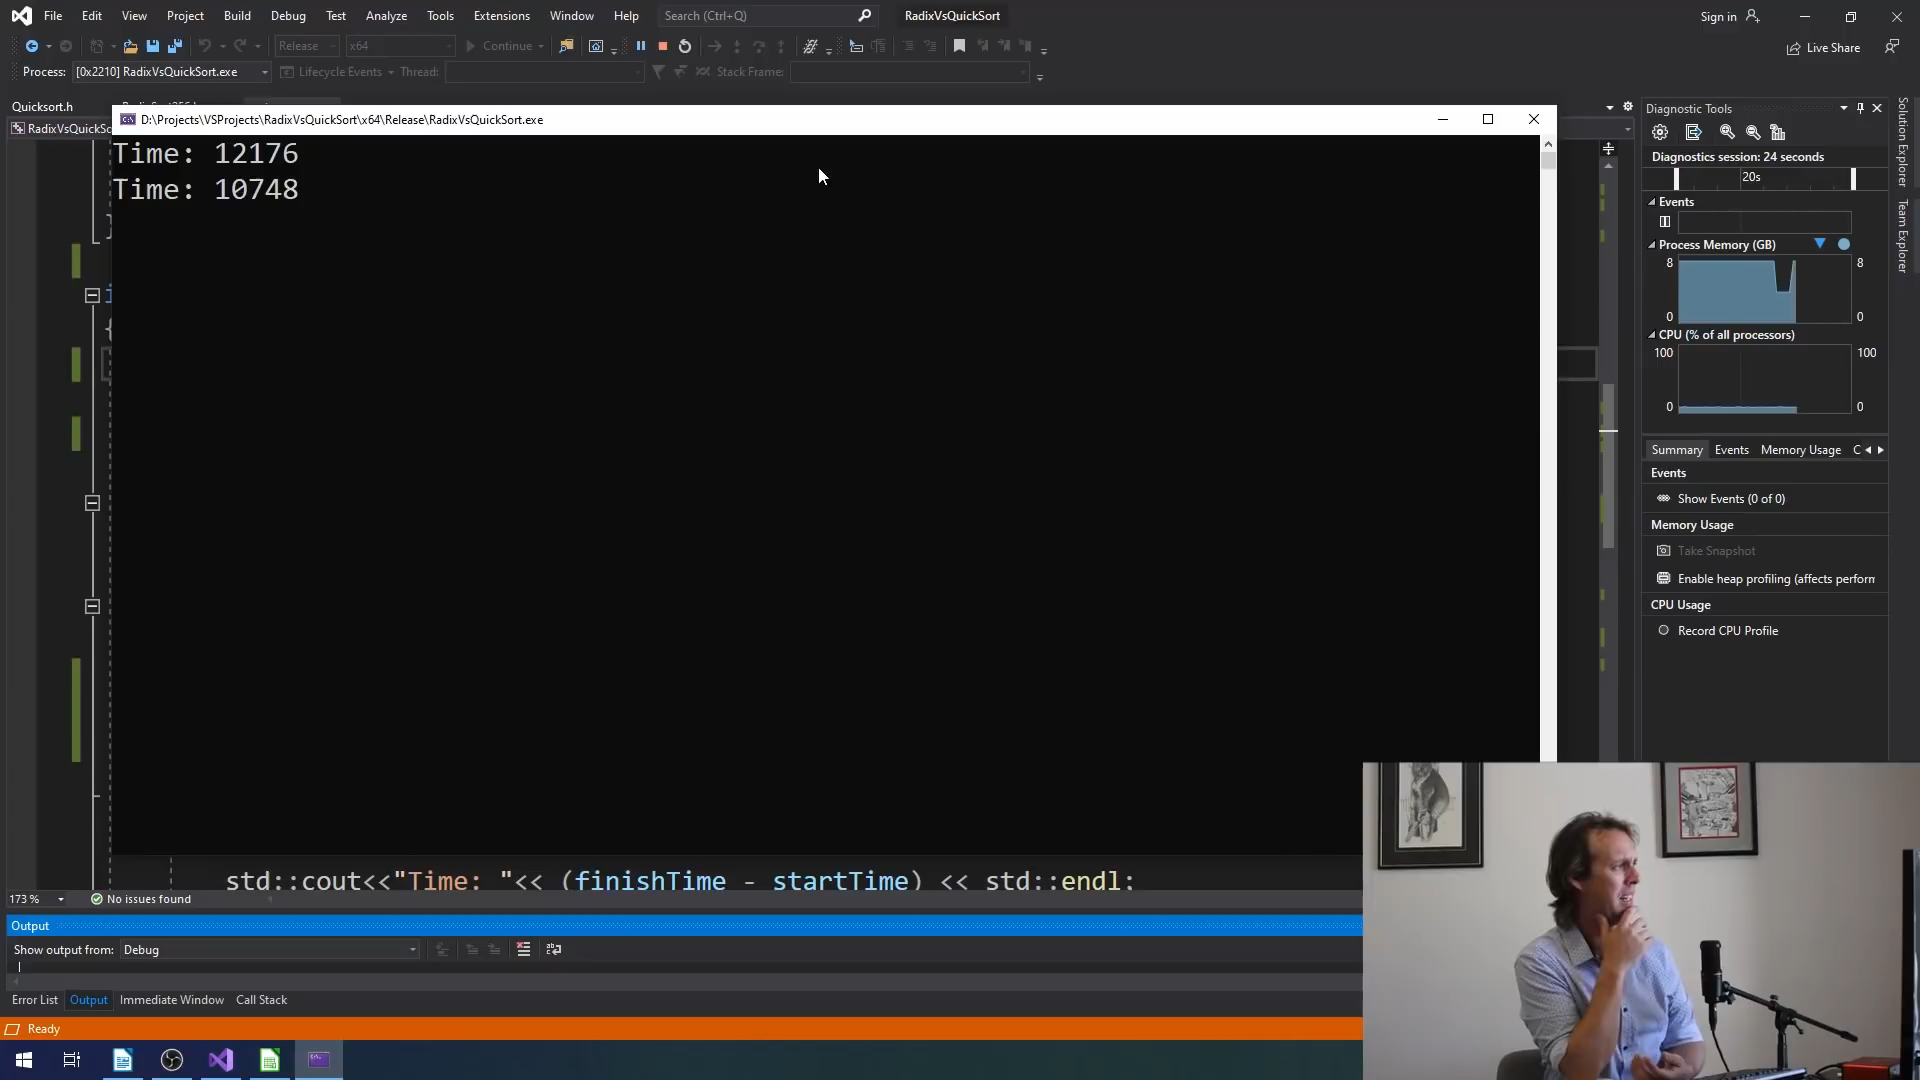 File Edit View Project Build Debug Test Analyze Tools Extensions Window Help Search (Ctrl+Q) RadixVsQuickSort Sign in
Release x64 Continue Live Share
Process: [0x2210] RadixVsQuickSort.exe Lifecycle Events Thread: Stack Frame:
Quicksort.h
RadixVsQuickSc
D:\Projects\VSProjects\RadixVsQuickSort\x64\Release\RadixVsQuickSort.exe
Time: 12176
Time: 10748
std::cout<<"Time: "<< (finishTime - startTime) << std::endl;
173 % No issues found
Output
Show output from: Debug
Error List Output Immediate Window Call Stack
Ready
Diagnostic Tools
Diagnostics session: 24 seconds
20s
Events
Process Memory (GB)
8 8
0 0
CPU (% of all processors)
100 100
0 0
Summary Events Memory Usage C
Events
Show Events (0 of 0)
Memory Usage
Take Snapshot
Enable heap profiling (affects perform
CPU Usage
Record CPU Profile
Solution Explorer
Team Explorer